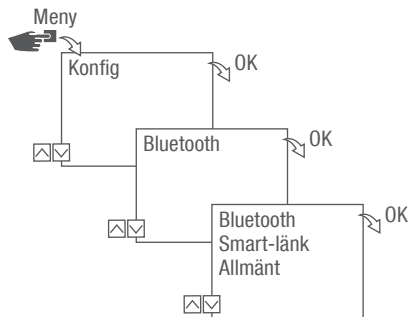 Meny
Konfig
OK
Bluetooth
OK
Bluetooth
Smart-länk
Allmänt
OK